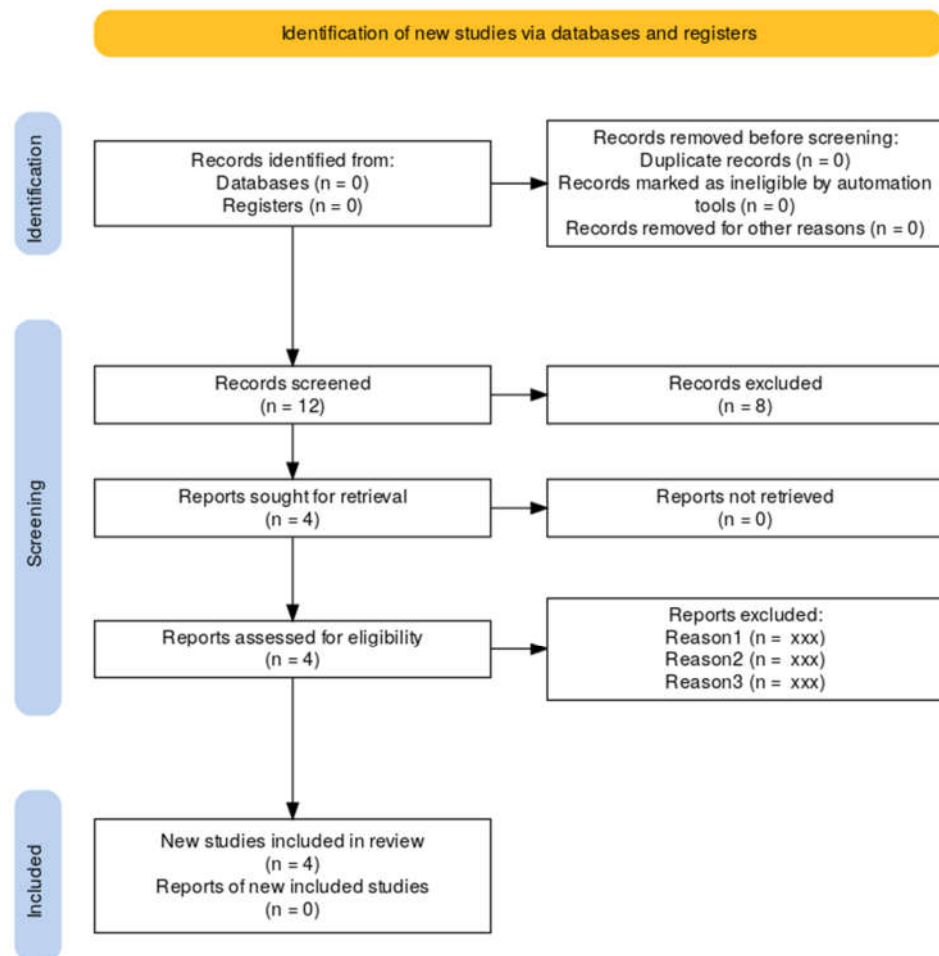 Identification of new studies via databases and registers
Identification
Records identified from:
Databases (n = 0)
Registers (n = 0)
Records removed before screening:
Duplicate records (n = 0)
Records marked as ineligible by automation
tools (n = 0)
Records removed for other reasons (n = 0)
Screening
Records screened
(n = 12)
Records excluded
(n = 8)
Reports sought for retrieval
(n = 4)
Reports not retrieved
(n = 0)
Reports assessed for eligibility
(n = 4)
Reports excluded:
Reason1 (n = xxx)
Reason2 (n = xxx)
Reason3 (n = xxx)
Included
New studies included in review
(n = 4)
Reports of new included studies
(n = 0)